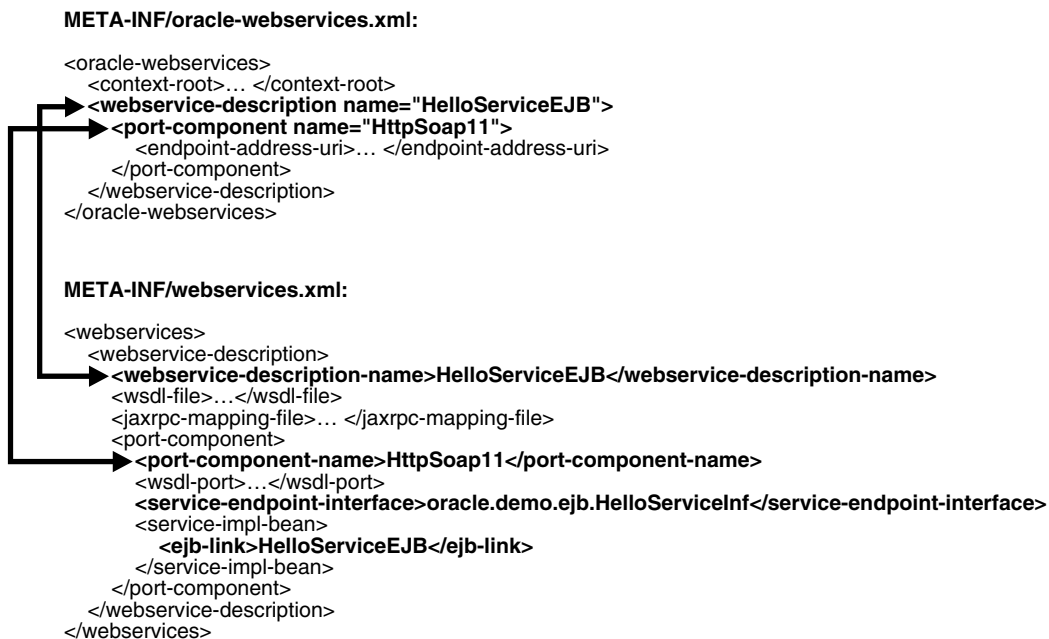 META-INF/oracle-webservices.xml:
<oracle-webservices>
<context-root>… </context-root>
<webservice-description name="HelloServiceEJB">
<port-component name="HttpSoap11">
<endpoint-address-uri>… </endpoint-address-uri>
</port-component>
</webservice-description>
</oracle-webservices>
META-INF/webservices.xml:
<webservices>
<webservice-description>
<webservice-description-name>HelloServiceEJB</webservice-description-name>
<wsdl-file>…</wsdl-file>
<jaxrpc-mapping-file>… </jaxrpc-mapping-file>
<port-component>
<port-component-name>HttpSoap11</port-component-name>
<wsdl-port>…</wsdl-port>
<service-endpoint-interface>oracle.demo.ejb.HelloServiceInf</service-endpoint-interface>
<service-impl-bean>
<ejb-link>HelloServiceEJB</ejb-link>
</service-impl-bean>
</port-component>
</webservice-description>
</webservices>